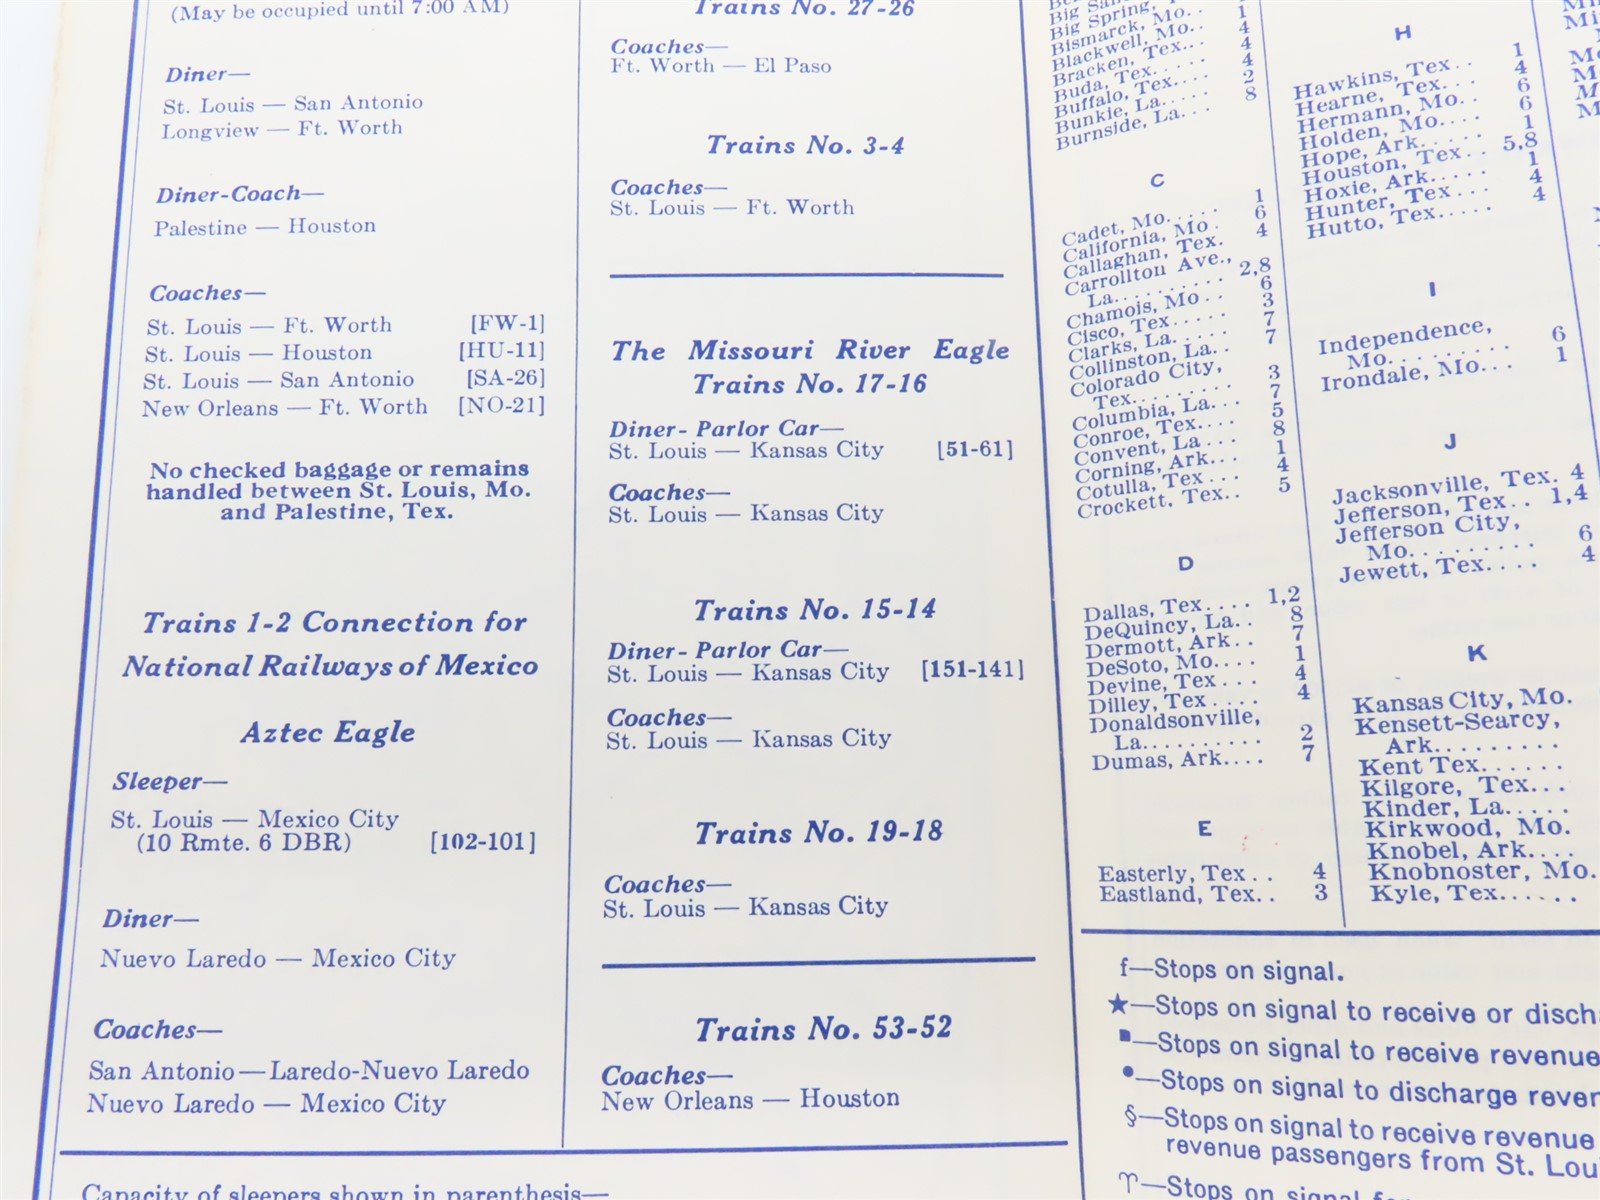 (May be occupied until 7:00 AM)
Diner—
St. Louis — San Antonio
Longview — Ft. Worth
Diner-Coach—
Palestine — Houston
Coaches—
St. Louis — Ft. Worth [FW-1]
St. Louis — Houston [HU-11]
St. Louis — San Antonio [SA-26]
New Orleans — Ft. Worth [NO-21]
No checked baggage or remains
handled between St. Louis, Mo.
and Palestine, Tex.
Trains 1-2 Connection for
National Railways of Mexico
Aztec Eagle
Sleeper—
St. Louis — Mexico City
(10 Rmte. 6 DBR) [102-101]
Diner—
Nuevo Laredo — Mexico City
Coaches—
San Antonio—Laredo-Nuevo Laredo
Nuevo Laredo — Mexico City
Capacity of sleepers shown in parenthesis—
Trains No. 27-26
Coaches—
Ft. Worth — El Paso
Trains No. 3-4
Coaches—
St. Louis — Ft. Worth
The Missouri River Eagle
Trains No. 17-16
Diner- Parlor Car—
St. Louis — Kansas City [51-61]
Coaches—
St. Louis — Kansas City
Trains No. 15-14
Diner- Parlor Car—
St. Louis — Kansas City [151-141]
Coaches—
St. Louis — Kansas City
Trains No. 19-18
Coaches—
St. Louis — Kansas City
Trains No. 53-52
Coaches—
New Orleans — Houston
Big Spring,
Bismarck, Mo.. 1
Blackwell, Mo.. 4
Bracken, Tex... 4
Buda, Tex...... 4
Buffalo, Tex.... 2
Bunkie, La..... 8
Burnside, La...
C
Cadet, Mo..... 1
California, Mo. 6
Callaghan, Tex. 4
Carrollton Ave.,
La.......... 2,8
Chamois, Mo.. 6
Cisco, Tex..... 3
Clarks, La..... 7
Collinston, La.. 7
Colorado City,
Tex........ 3
Columbia, La... 7
Conroe, Tex.... 5
Convent, La... 8
Corning, Ark... 1
Cotulla, Tex... 4
Crockett, Tex.. 5
D
Dallas, Tex.... 1,2
DeQuincy, La.. 8
Dermott, Ark.. 7
DeSoto, Mo.... 1
Devine, Tex... 4
Dilley, Tex.... 4
Donaldsonville,
La.......... 2
Dumas, Ark.... 7
E
Easterly, Tex.. 4
Eastland, Tex.. 3
H
Hawkins, Tex.. 1
Hearne, Tex... 4
Hermann, Mo.. 6
Holden, Mo.... 6
Hope, Ark..... 1
Houston, Tex.. 5,8
Hoxie, Ark..... 1
Hunter, Tex... 4
Hutto, Tex..... 4
I
Independence,
Mo......... 6
Irondale, Mo... 1
J
Jacksonville, Tex. 4
Jefferson, Tex.. 1,4
Jefferson City,
Mo......... 6
Jewett, Tex.... 4
K
Kansas City, Mo.
Kensett-Searcy,
Ark.........
Kent Tex......
Kilgore, Tex...
Kinder, La.....
Kirkwood, Mo.
Knobel, Ark....
Knobnoster, Mo.
Kyle, Tex......
f—Stops on signal.
★—Stops on signal to receive or disch
■—Stops on signal to receive revenue
●—Stops on signal to discharge reven
§—Stops on signal to receive revenue
revenue passengers from St. Loui
♈—Stops on signal for